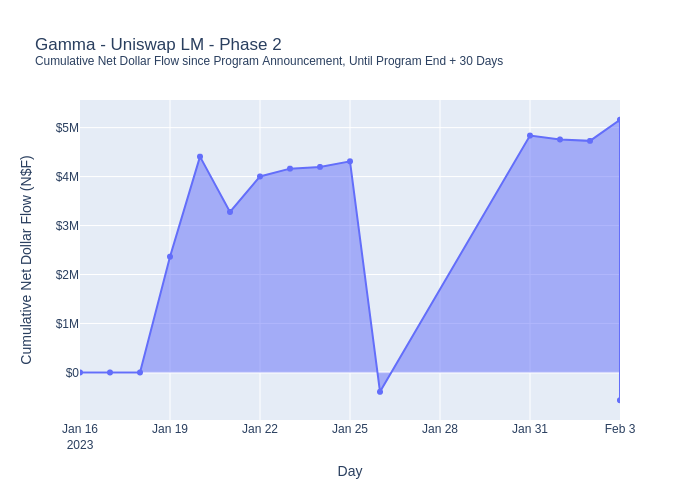 Gamma - Uniswap LM - Phase 2
Cumulative Net Dollar Flow since Program Announcement, Until Program End + 30 Days
Cumulative Net Dollar Flow (N$F)
$5M
$4M
$3M
$2M
$1M
$0
Jan 16 Jan 19 Jan 22 Jan 25 Jan 28 Jan 31 Feb 3
2023
Day